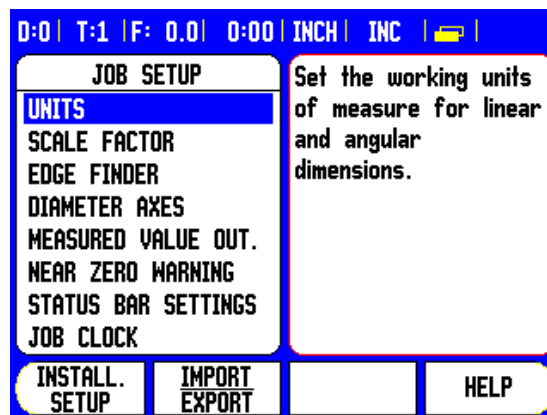 D:0| T:1 |F: 0.0| 0:00| INCH| INC | |
JOB SETUP
UNITS
SCALE FACTOR
EDGE FINDER
DIAMETER AXES
MEASURED VALUE OUT.
NEAR ZERO WARNING
STATUS BAR SETTINGS
JOB CLOCK
Set the working units
of measure for linear
and angular
dimensions.
INSTALL.
SETUP
IMPORT
EXPORT
HELP